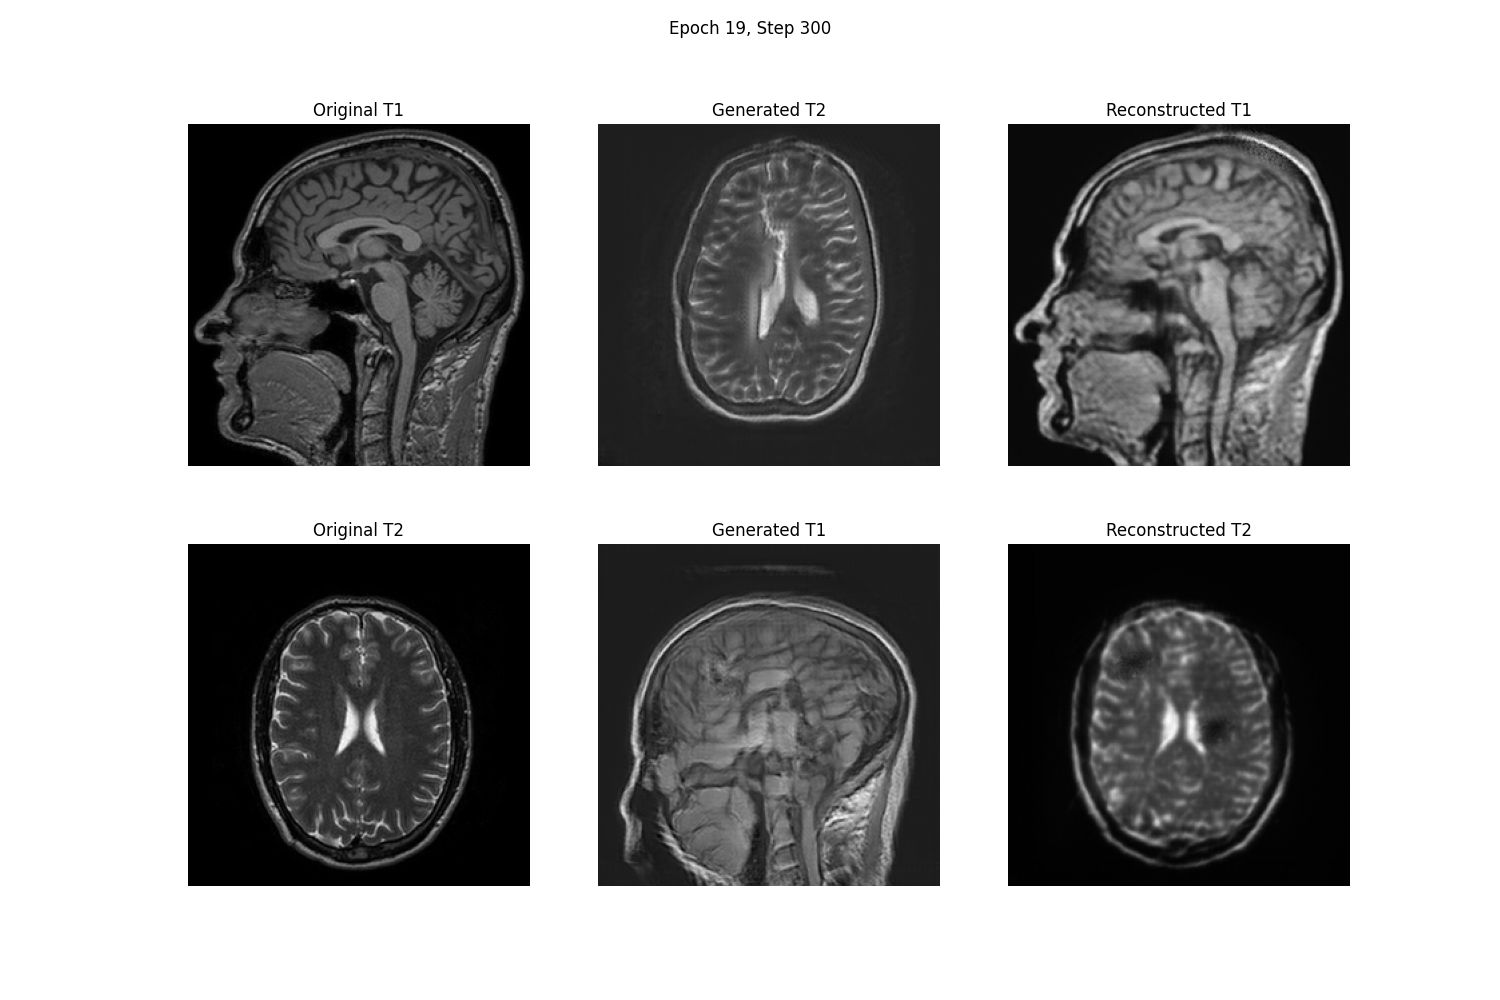 Epoch 19, Step 300
Original T1
Generated T2
Reconstructed T1
Original T2
Generated T1
Reconstructed T2